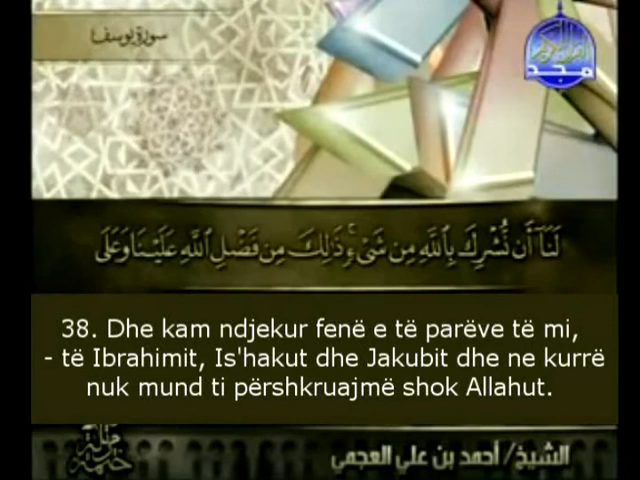 سورة يوسف
المجد
لَنَآ أَن نُّشْرِكَ بِٱللَّهِ مِن شَىْءٍۢ ذَٰلِكَ مِن فَضْلِ ٱللَّهِ عَلَيْنَا وَعَلَى
38. Dhe kam ndjekur fenë e të parëve të mi,
- të Ibrahimit, Is'hakut dhe Jakubit dhe ne kurrë
nuk mund ti përshkruajmë shok Allahut.
الشيخ/ أحمد بن علي العجمي